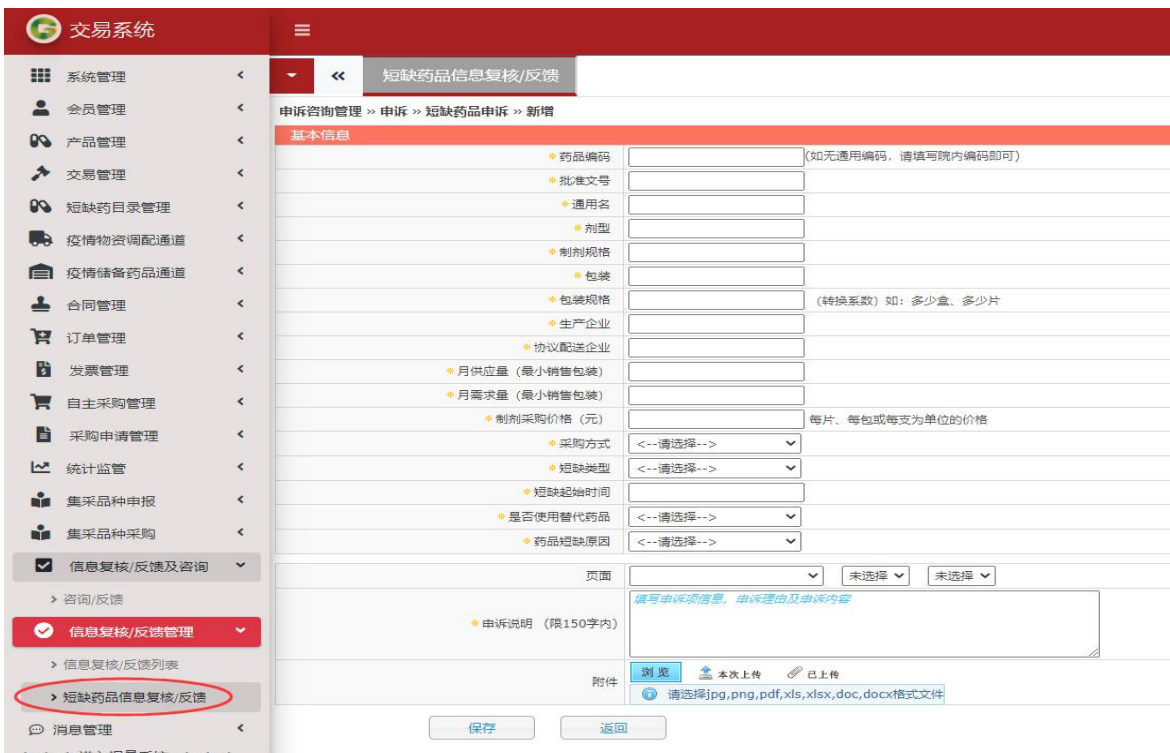 交易系统
系统管理
会员管理
产品管理
交易管理
短缺药目录管理
疫情物资调配通道
疫情储备药品通道
合同管理
订单管理
发票管理
自主采购管理
采购申请管理
统计监管
集采品种申报
集采品种采购
信息复核/反馈及咨询
咨询/反馈
信息复核/反馈管理
信息复核/反馈列表
短缺药品信息复核/反馈
消息管理
短缺药品信息复核/反馈
申诉咨询管理 » 申诉 » 短缺药品申诉 » 新增
基本信息
*药品编码 (如无通用编码，请填写院内编码即可)
*批准文号
*通用名
*剂型
*制剂规格
*包装
*包装规格 (转换系数) 如：多少盒、多少片
*生产企业
*协议配送企业
*月供应量（最小销售包装）
*月需求量（最小销售包装）
*制剂采购价格（元） 每片、每包或每支为单位的价格
*采购方式 <--请选择-->
*短缺类型 <--请选择-->
*短缺起始时间
*是否使用替代药品 <--请选择-->
*药品短缺原因 <--请选择-->
页面 未选择 未选择
*申诉说明 （限150字内） 填写申诉项信息，申诉理由及申诉内容
附件 浏览 本次上传 已上传
请选择jpg,png,pdf,xls,xlsx,doc,docx格式文件
保存 返回